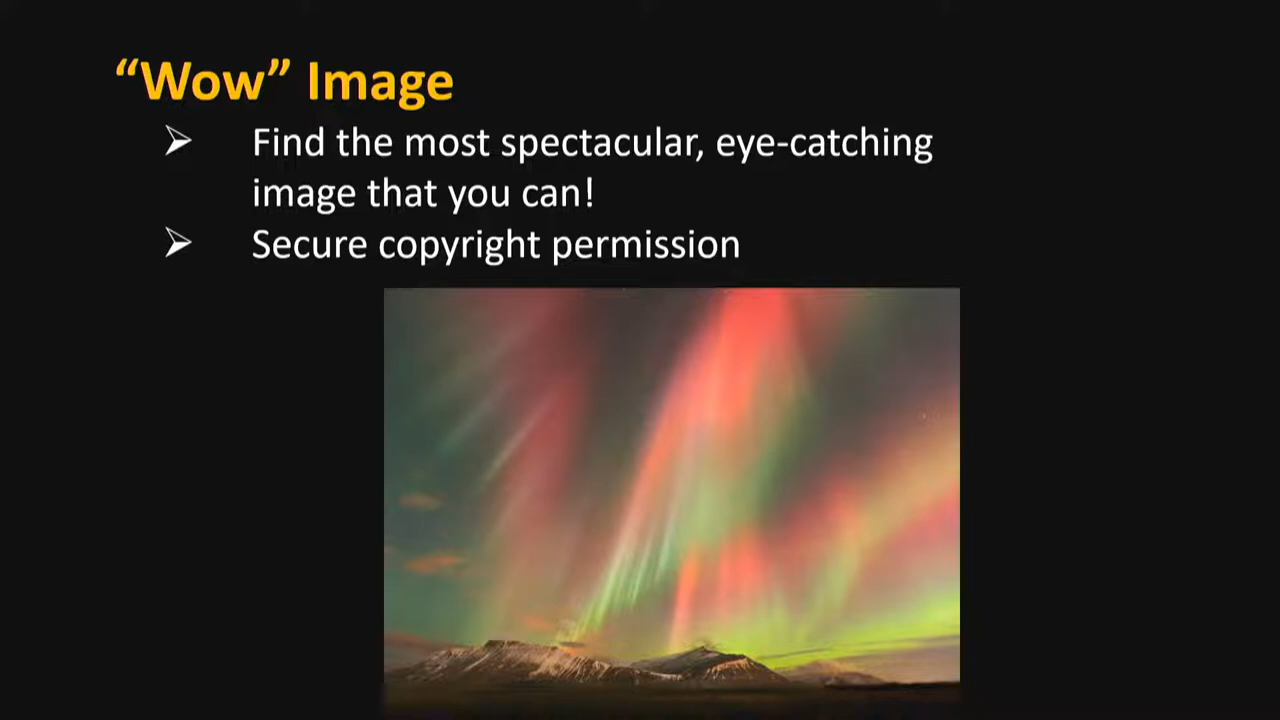 “Wow” Image
➢ Find the most spectacular, eye-catching
image that you can!
➢ Secure copyright permission